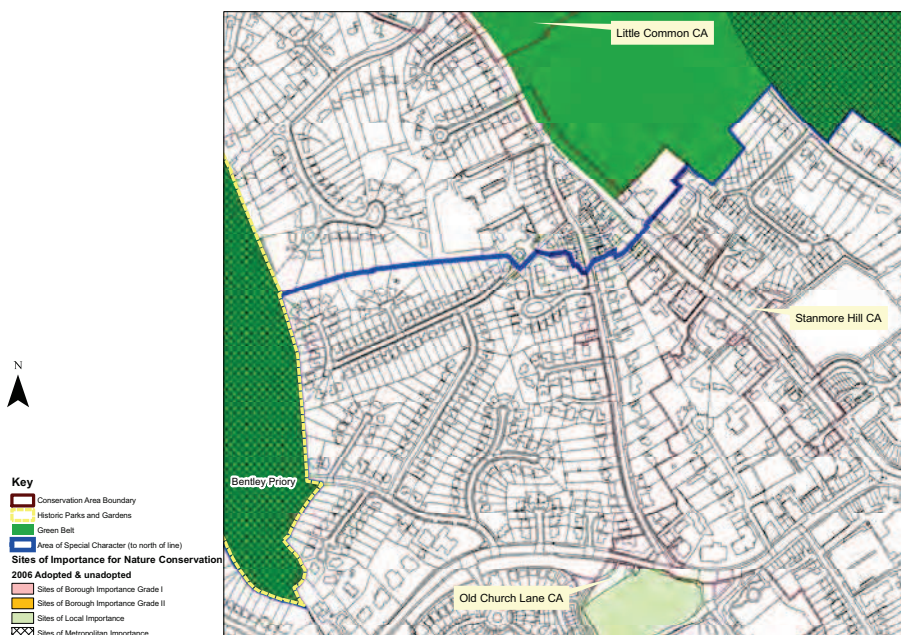 Little Common CA
Stanmore Hill CA
N
Bentley Priory
Old Church Lane CA
Key
Conservation Area Boundary
Historic Parks and Gardens
Green Belt
Area of Special Character (to north of line)
Sites of Importance for Nature Conservation
2006 Adopted & unadopted
Sites of Borough Importance Grade I
Sites of Borough Importance Grade II
Sites of Local Importance
Sites of Metropolitan Importance